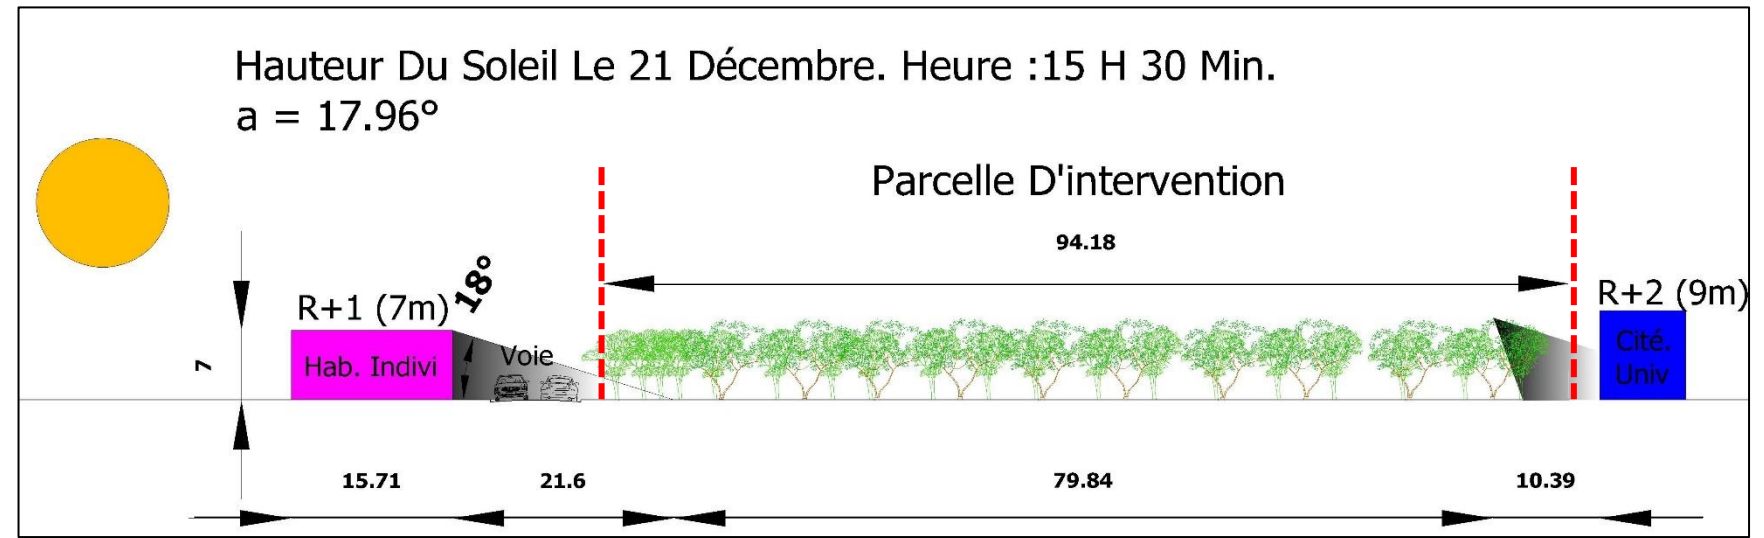 Hauteur Du Soleil Le 21 Décembre. Heure :15 H 30 Min.
a = 17.96°
Parcelle D'intervention
94.18
18°
R+1 (7m)
R+2 (9m)
Voie
Hab. Indivi
7
Cité.
Univ
15.71
21.6
79.84
10.39